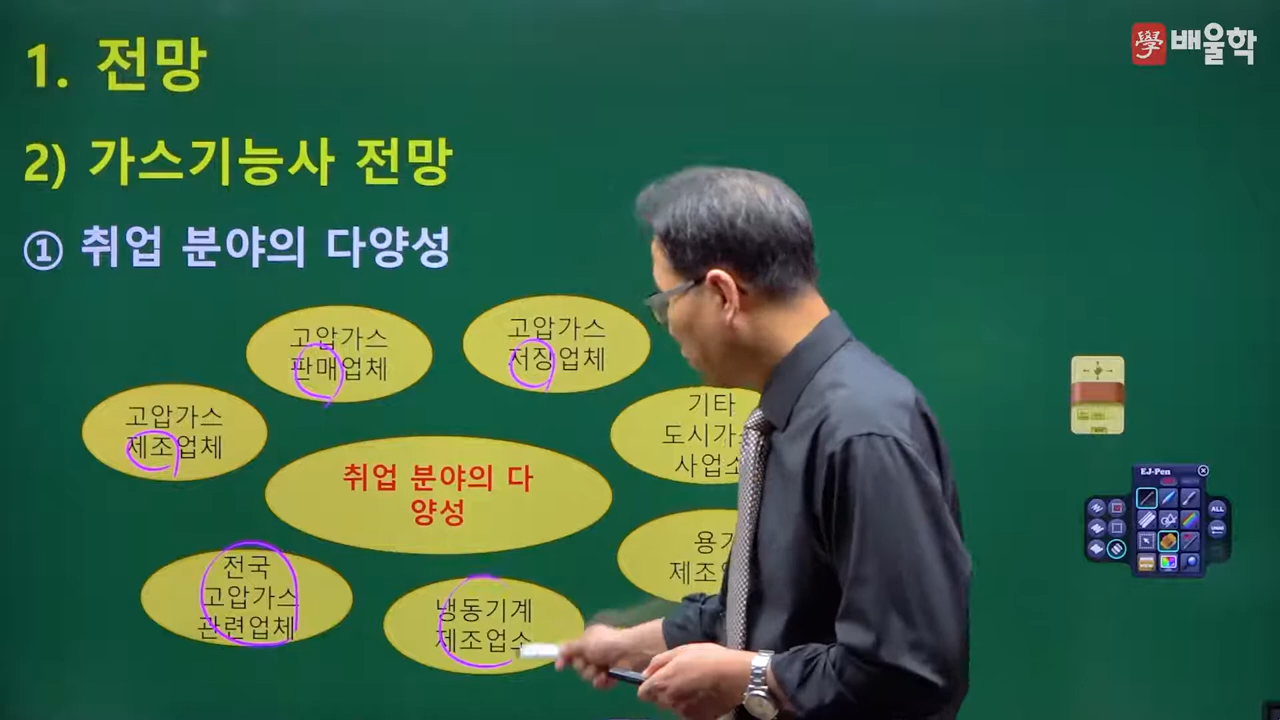 1. 전망
學 배울학
2) 가스기능사 전망
① 취업 분야의 다양성
고압가스
판매업체
고압가스
저장업체
고압가스
제조업체
기타
도시가스
사업소
취업 분야의 다
양성
용기
전국
고압가스
관련업체
냉동기계
제조업소
EJ-Pen
ALL